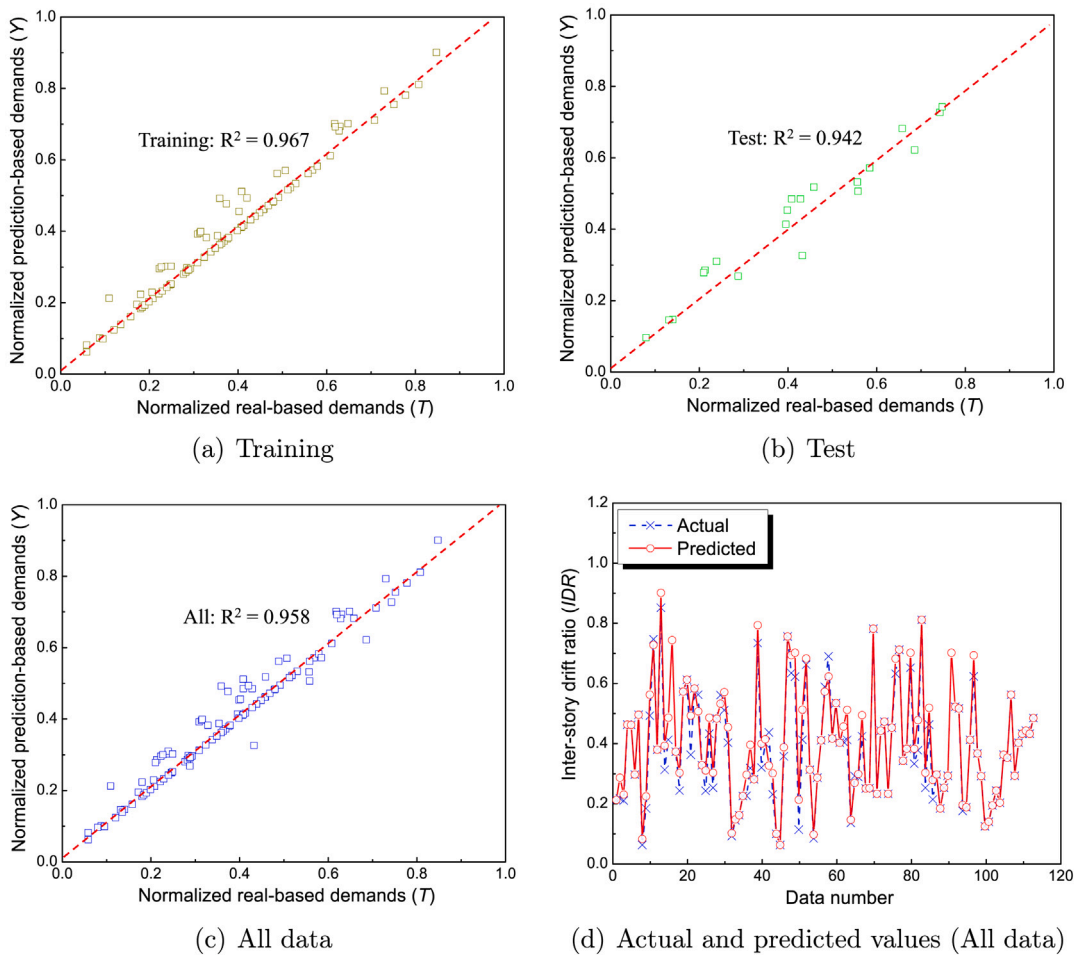 Normalized prediction-based demands (Y)
1.0
0.8
0.6
0.4
0.2
0.0
Training: R² = 0.967
0.0 0.2 0.4 0.6 0.8 1.0
Normalized real-based demands (T)
(a) Training
Normalized prediction-based demands (Y)
1.0
0.8
0.6
0.4
0.2
0.0
Test: R² = 0.942
0.0 0.2 0.4 0.6 0.8 1.0
Normalized real-based demands (T)
(b) Test
Normalized prediction-based demands (Y)
1.0
0.8
0.6
0.4
0.2
0.0
All: R² = 0.958
0.0 0.2 0.4 0.6 0.8 1.0
Normalized real-based demands (T)
(c) All data
Inter-story drift ratio (IDR)
1.2
1.0
0.8
0.6
0.4
0.2
0.0
Actual
Predicted
0 20 40 60 80 100 120
Data number
(d) Actual and predicted values (All data)